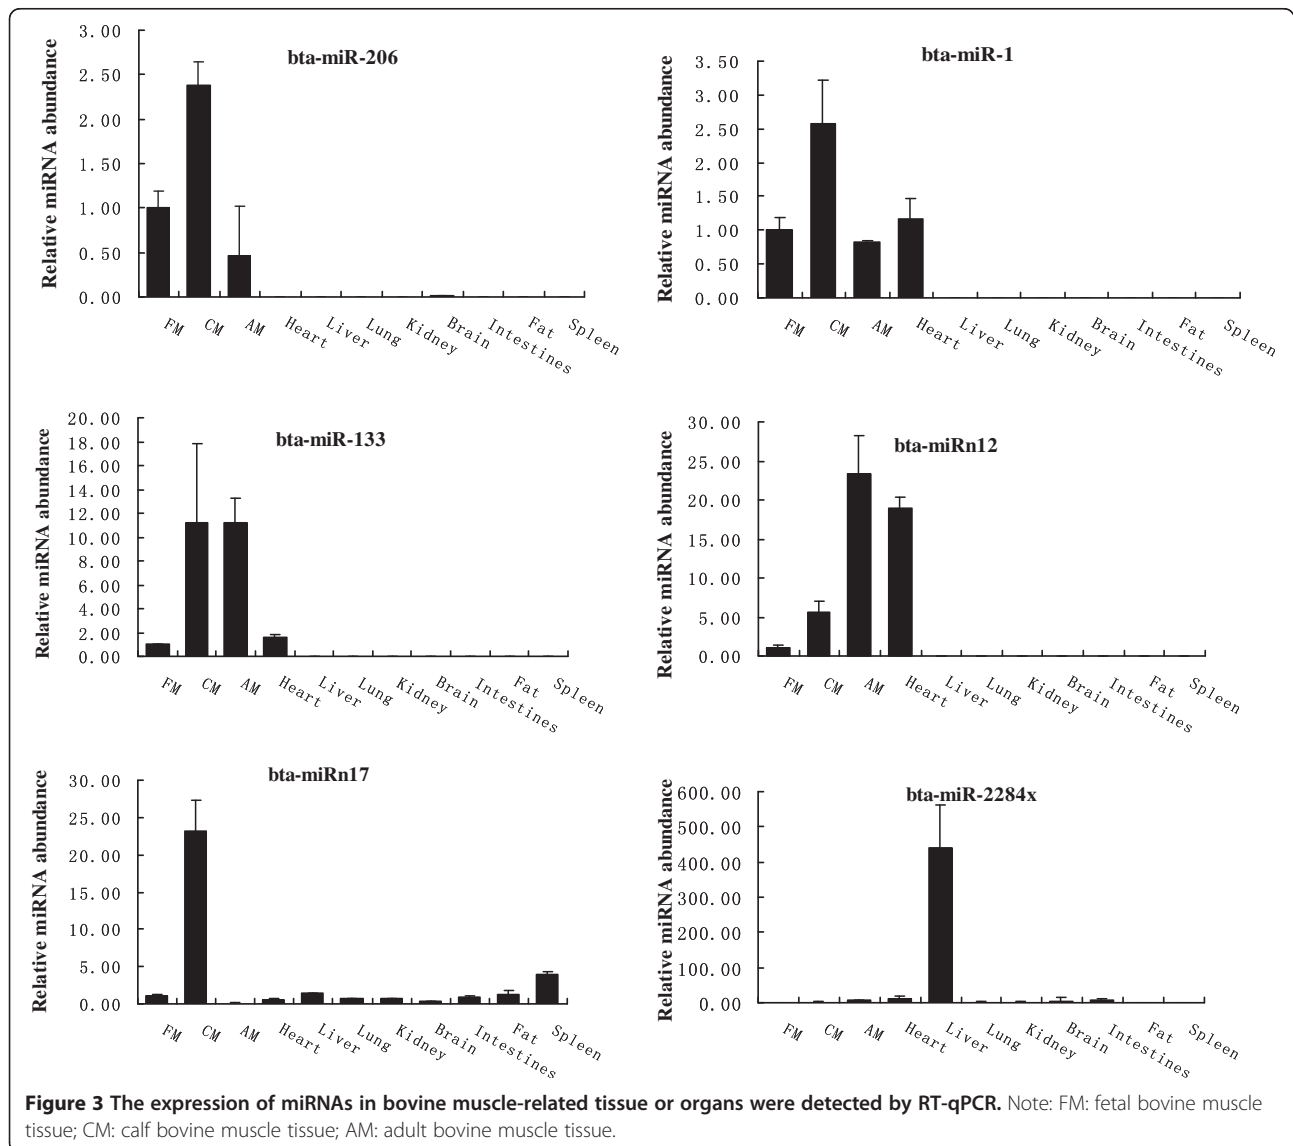 bta-miR-206
Relative miRNA abundance
3.00
2.50
2.00
1.50
1.00
0.50
0.00
FM
CM
AM
Heart
Liver
Lung
Kidney
Brain
Intestines
Fat
Spleen
bta-miR-1
Relative miRNA abundance
3.50
3.00
2.50
2.00
1.50
1.00
0.50
0.00
FM
CM
AM
Heart
Liver
Lung
Kidney
Brain
Intestines
Fat
Spleen
bta-miR-133
Relative miRNA abundance
20.00
18.00
16.00
14.00
12.00
10.00
8.00
6.00
4.00
2.00
0.00
FM
CM
AM
Heart
Liver
Lung
Kidney
Brain
Intestines
Fat
Spleen
bta-miRn12
Relative miRNA abundance
30.00
25.00
20.00
15.00
10.00
5.00
0.00
FM
CM
AM
Heart
Liver
Lung
Kidney
Brain
Intestines
Fat
Spleen
bta-miRn17
Relative miRNA abundance
30.00
25.00
20.00
15.00
10.00
5.00
0.00
FM
CM
AM
Heart
Liver
Lung
Kidney
Brain
Intestines
Fat
Spleen
bta-miR-2284x
Relative miRNA abundance
600.00
500.00
400.00
300.00
200.00
100.00
0.00
FM
CM
AM
Heart
Liver
Lung
Kidney
Brain
Intestines
Fat
Spleen
Figure 3 The expression of miRNAs in bovine muscle-related tissue or organs were detected by RT-qPCR. Note: FM: fetal bovine muscle
tissue; CM: calf bovine muscle tissue; AM: adult bovine muscle tissue.